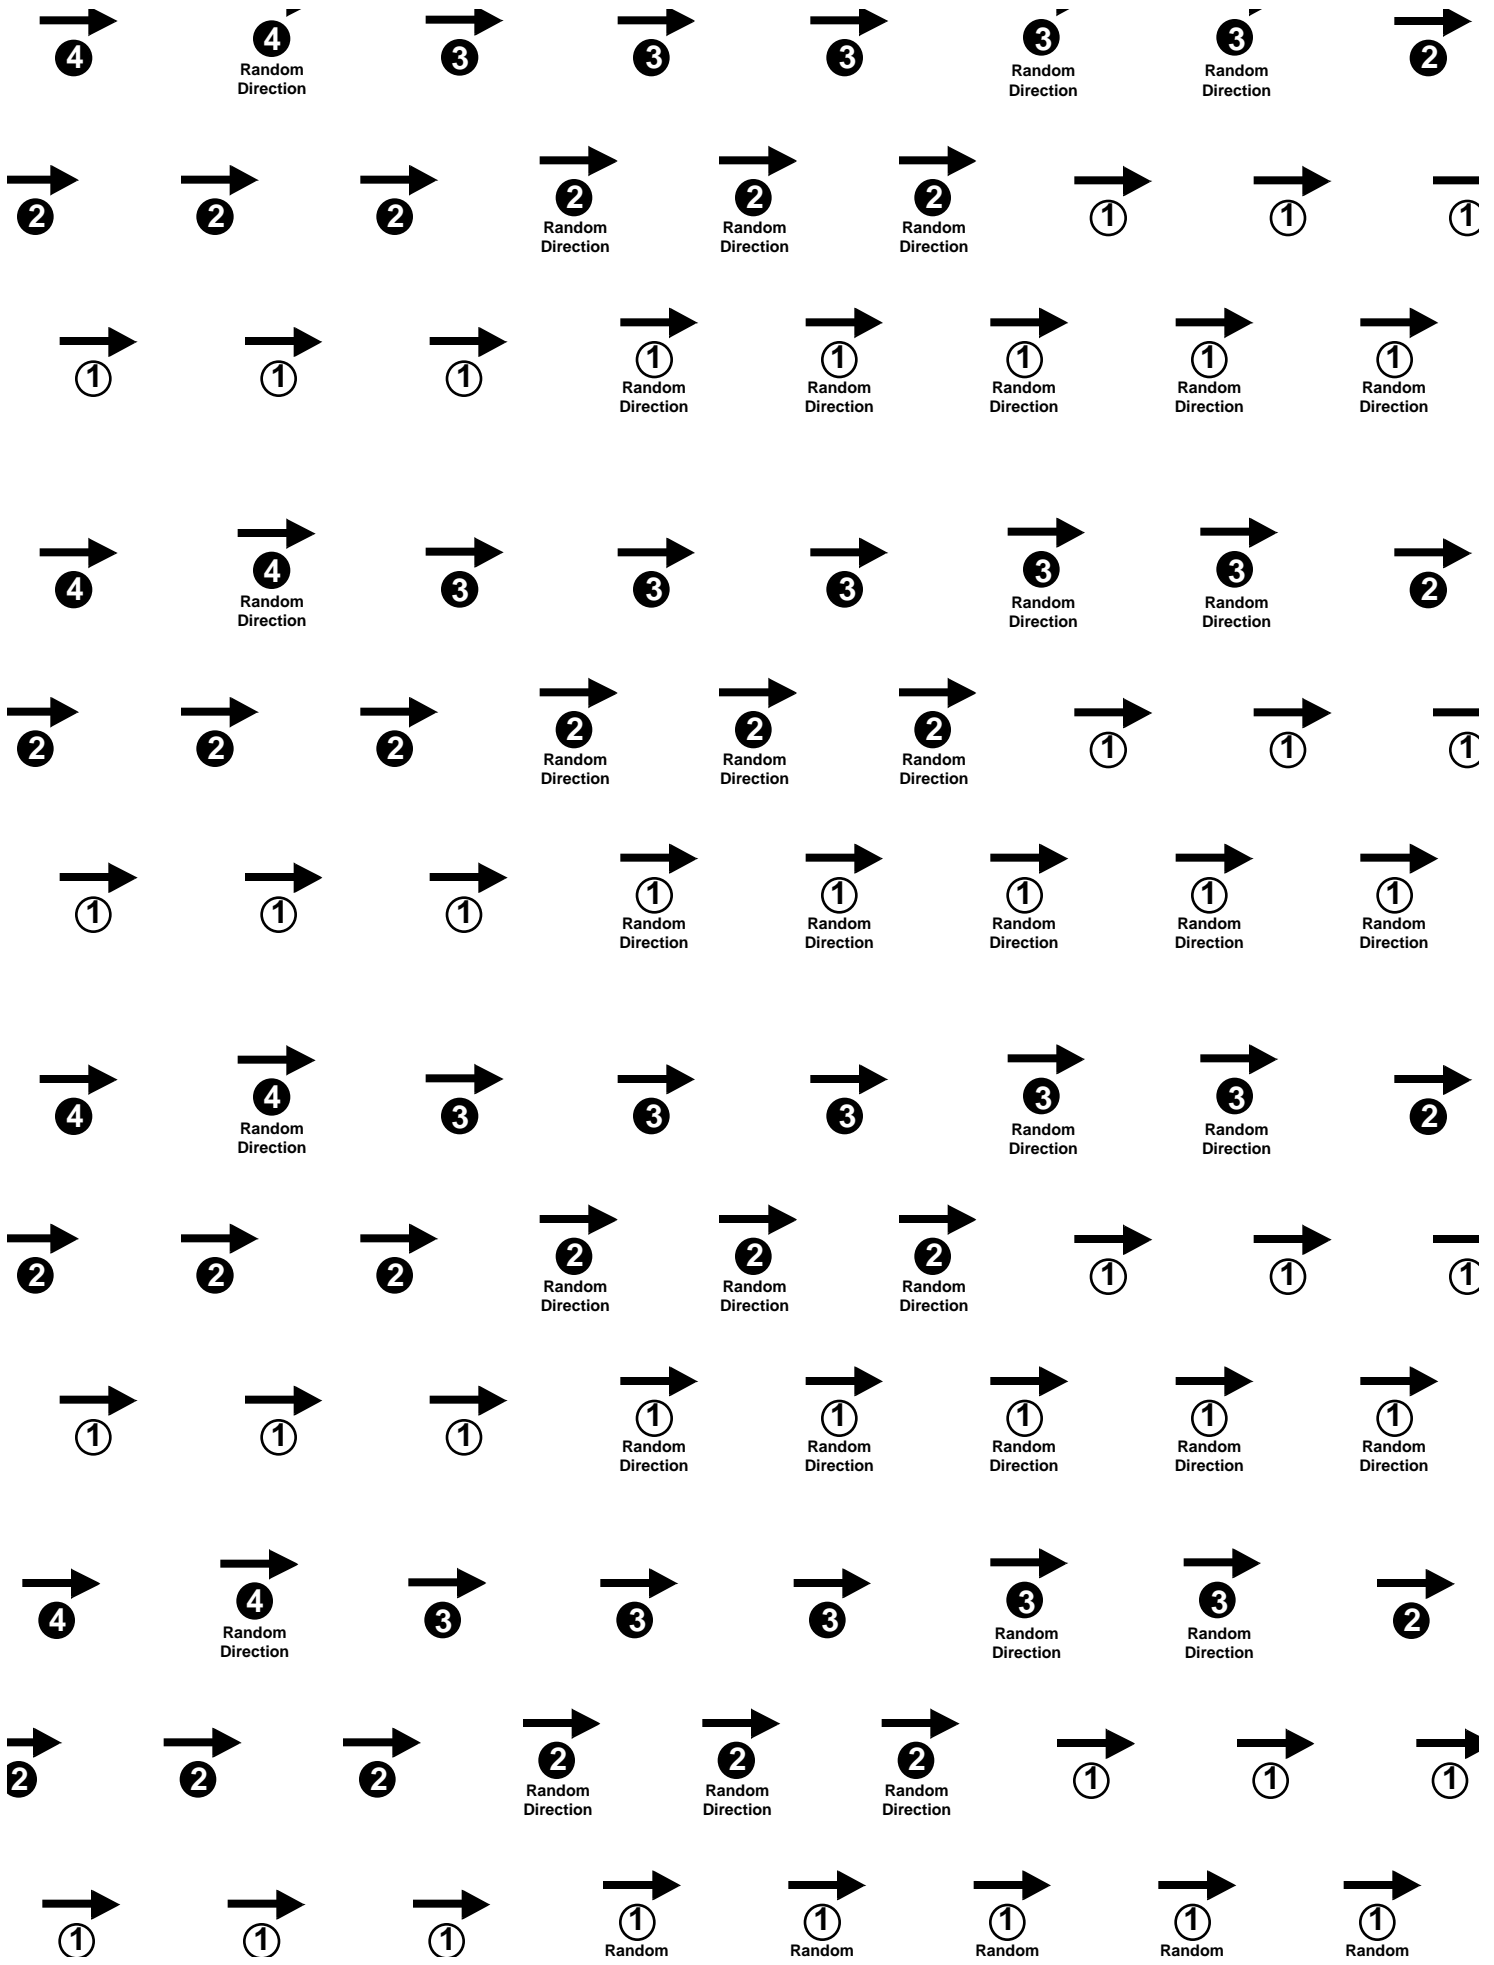 4 4 3 3 3 3 3 2
Random Random Random
Direction Direction Direction
2 2 2 2 2 2 1 1 1
Random Random Random
Direction Direction Direction
1 1 1 1 1 1 1 1
Random Random Random Random Random
Direction Direction Direction Direction Direction
4 4 3 3 3 3 3 2
Random Random Random
Direction Direction Direction
2 2 2 2 2 2 1 1 1
Random Random Random
Direction Direction Direction
1 1 1 1 1 1 1 1
Random Random Random Random Random
Direction Direction Direction Direction Direction
4 4 3 3 3 3 3 2
Random Random Random
Direction Direction Direction
2 2 2 2 2 2 1 1 1
Random Random Random
Direction Direction Direction
1 1 1 1 1 1 1 1
Random Random Random Random Random
Direction Direction Direction Direction Direction
4 4 3 3 3 3 3 2
Random Random Random
Direction Direction Direction
2 2 2 2 2 2 1 1 1
Random Random Random
Direction Direction Direction
1 1 1 1 1 1 1 1
Random Random Random Random Random